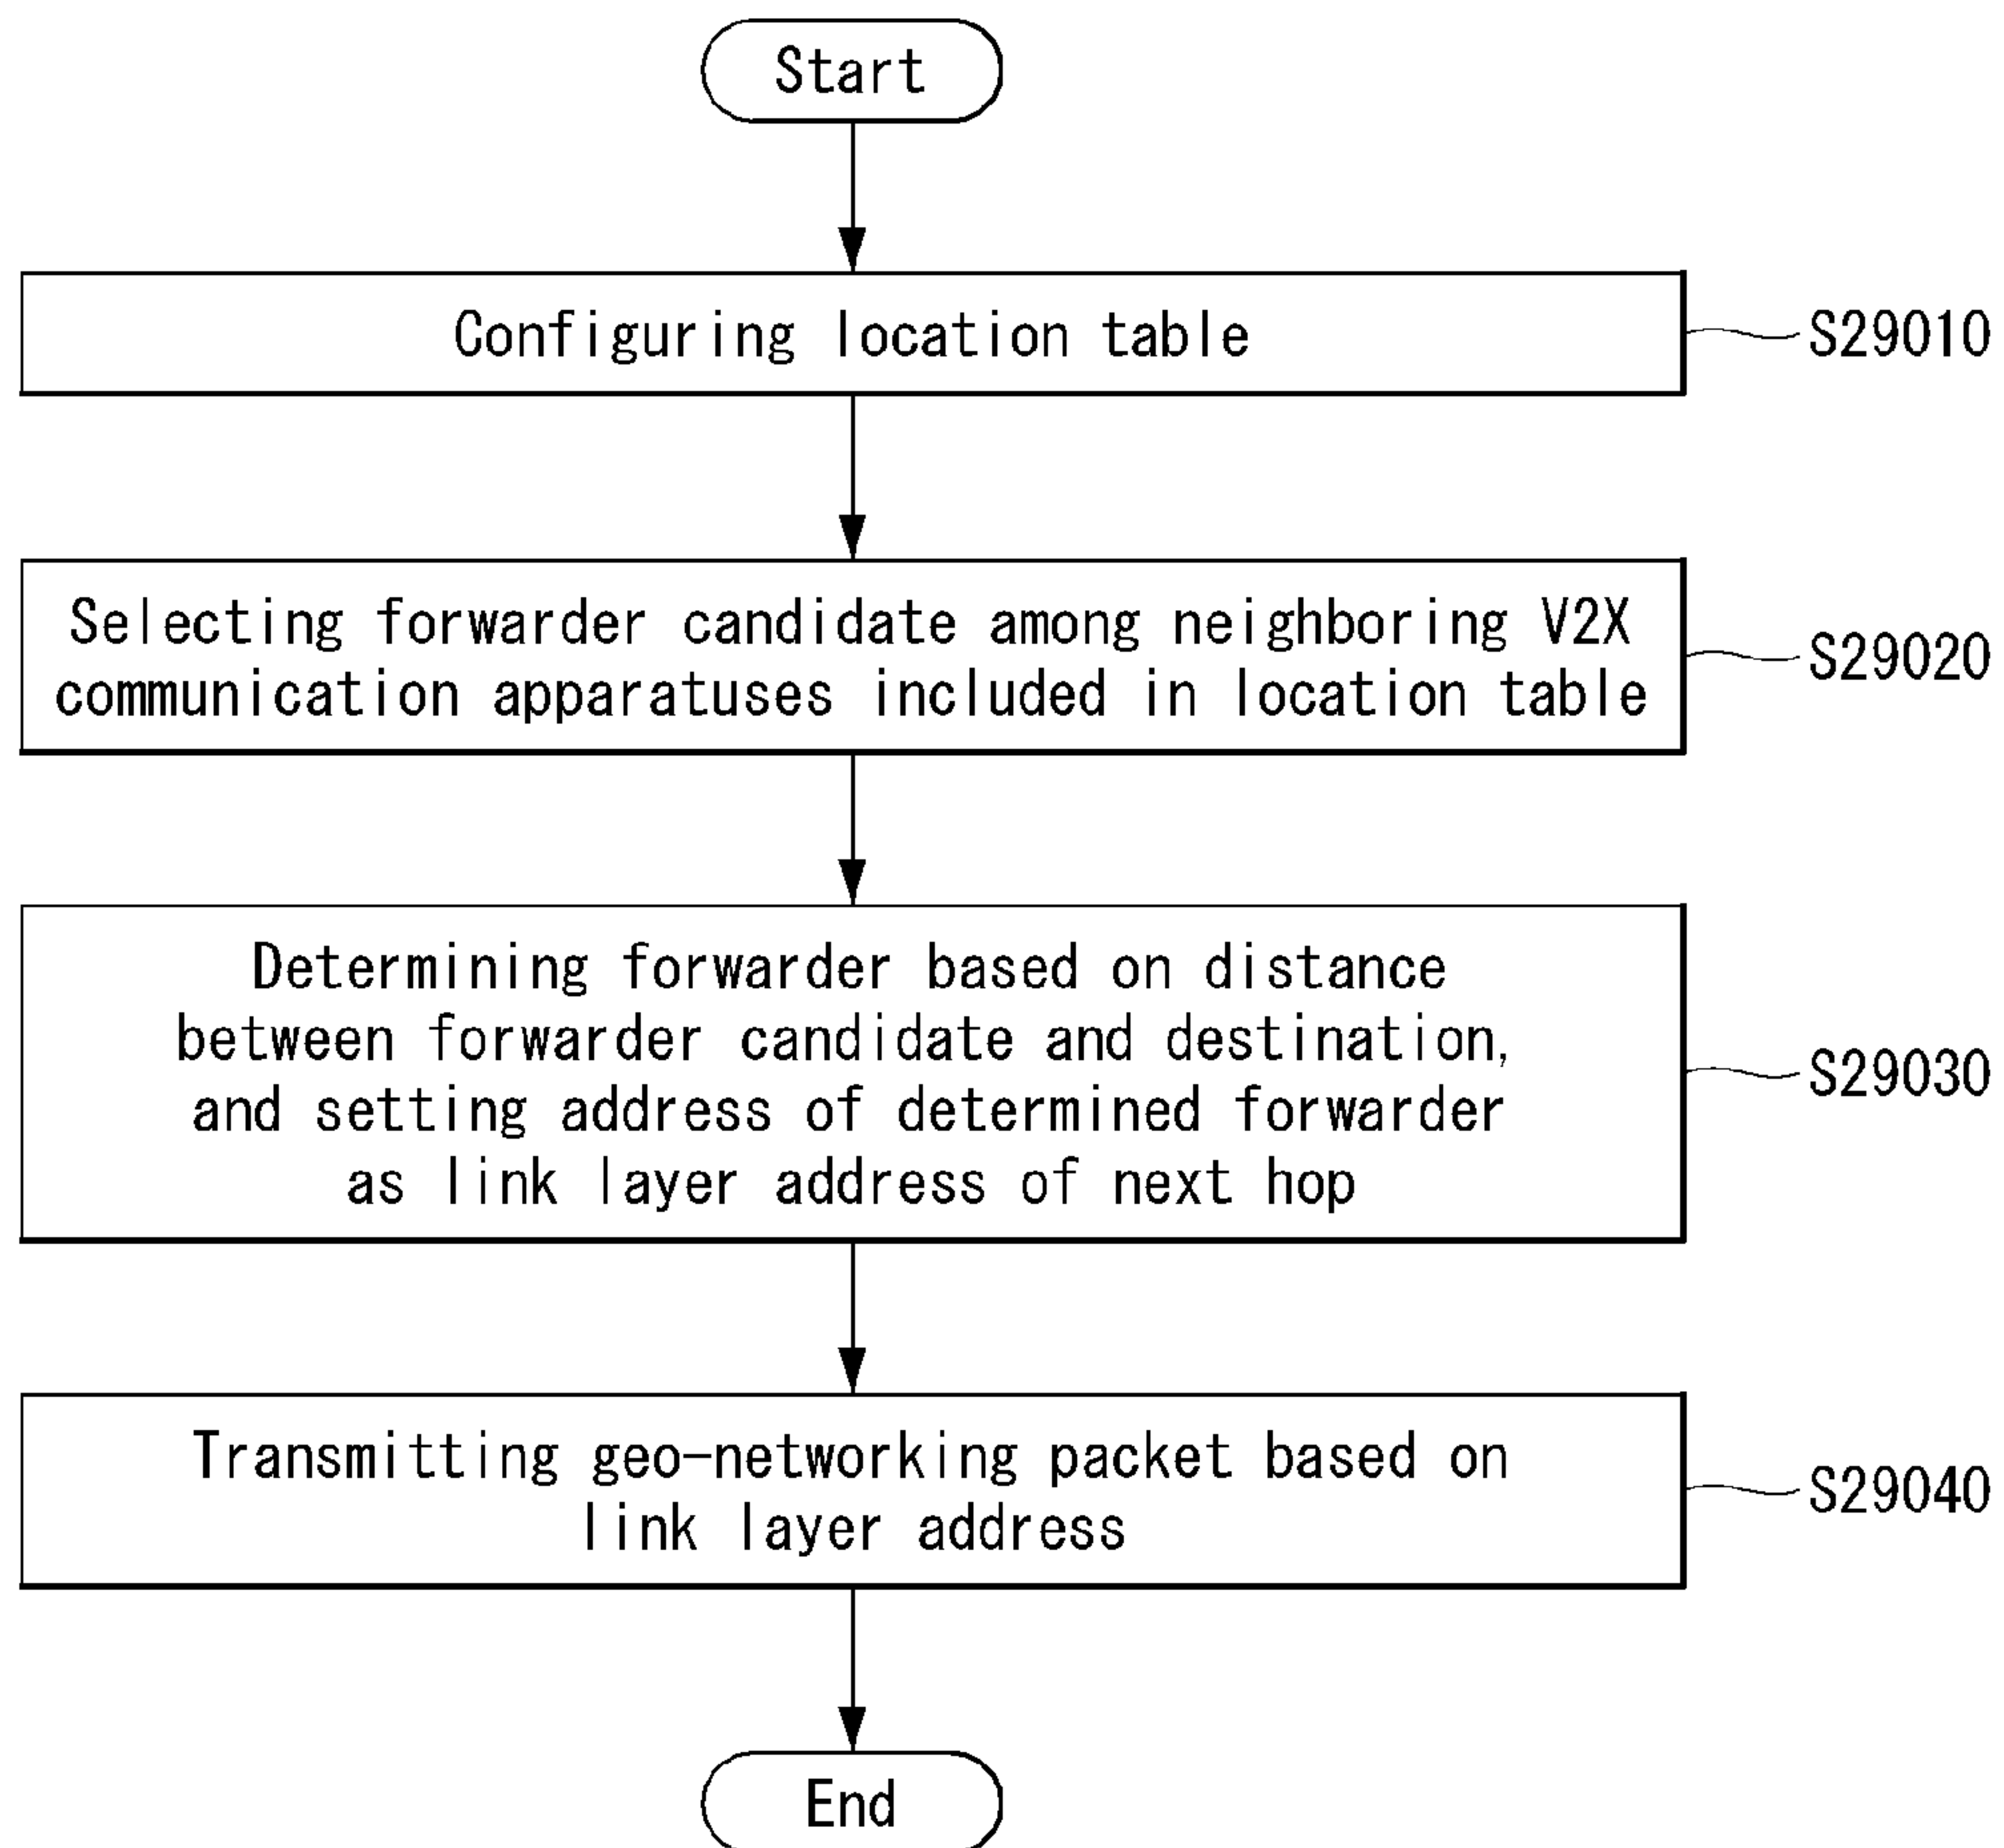 Start
Configuring location table
S29010
Selecting forwarder candidate among neighboring V2X
communication apparatuses included in location table
S29020
Determining forwarder based on distance
between forwarder candidate and destination,
and setting address of determined forwarder
as link layer address of next hop
S29030
Transmitting geo-networking packet based on
link layer address
S29040
End